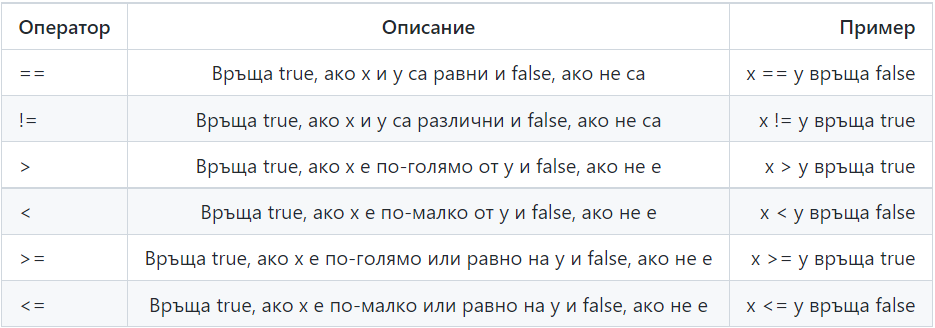 Оператор Описание Пример
== Връща true, ако x и y са равни и false, ако не са x == y връща false
!= Връща true, ако x и y са различни и false, ако не са x != y връща true
> Връща true, ако x е по-голямо от y и false, ако не е x > y връща true
< Връща true, ако x е по-малко от y и false, ако не е x < y връща false
>= Връща true, ако x е по-голямо или равно на y и false, ако не е x >= y връща true
<= Връща true, ако x е по-малко или равно на y и false, ако не е x <= y връща false